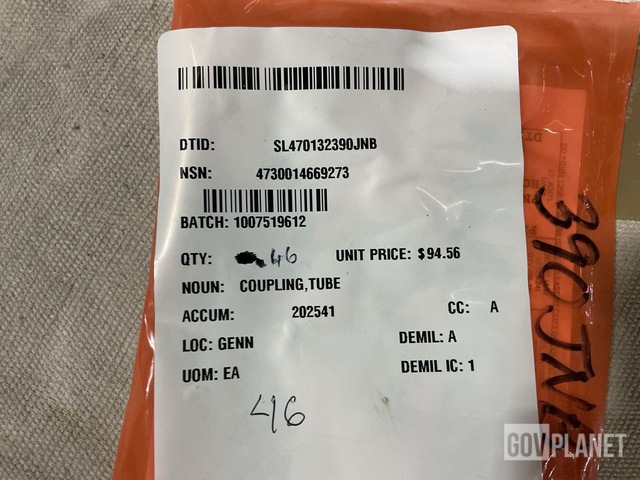 DTID: SL470132390JNB
NSN: 4730014669273
BATCH: 1007519612
QTY: 46 UNIT PRICE: $94.56
NOUN: COUPLING,TUBE
ACCUM: 202541 CC: A
LOC: GENN DEMIL: A
UOM: EA DEMIL IC: 1
46
390JNB
GOVPLANET